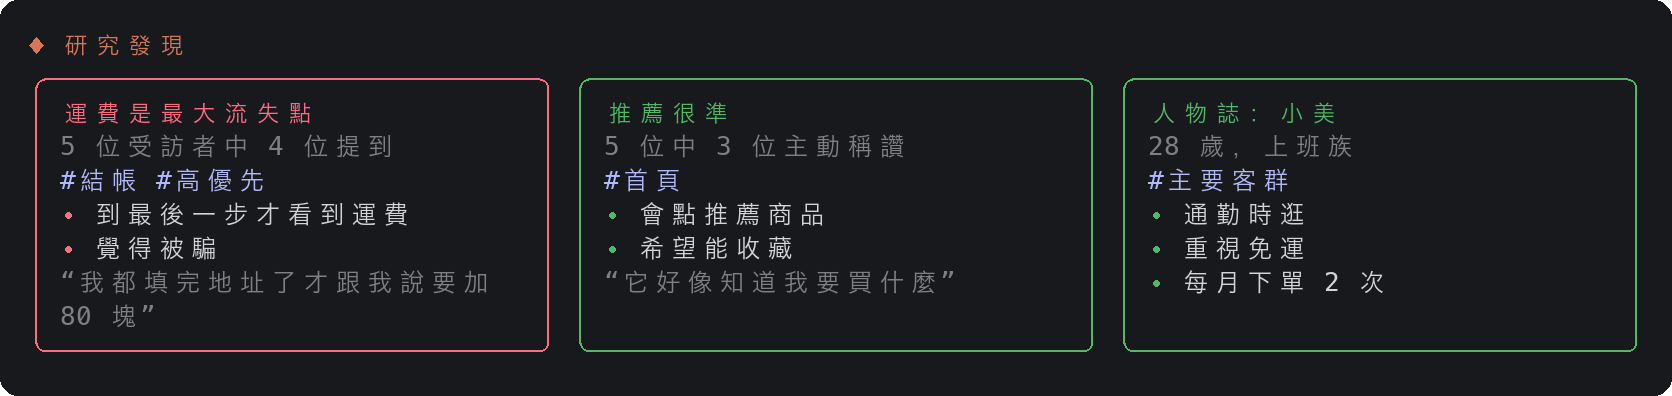 ◆ 研究發現
運費是最大流失點
5 位受訪者中 4 位提到
#結帳 #高優先
• 到最後一步才看到運費
• 覺得被騙
“我都填完地址了才跟我說要加
80 塊”
推薦很準
5 位中 3 位主動稱讚
#首頁
• 會點推薦商品
• 希望能收藏
“它好像知道我要買什麼”
人物誌: 小美
28 歲, 上班族
#主要客群
• 通勤時逛
• 重視免運
• 每月下單 2 次